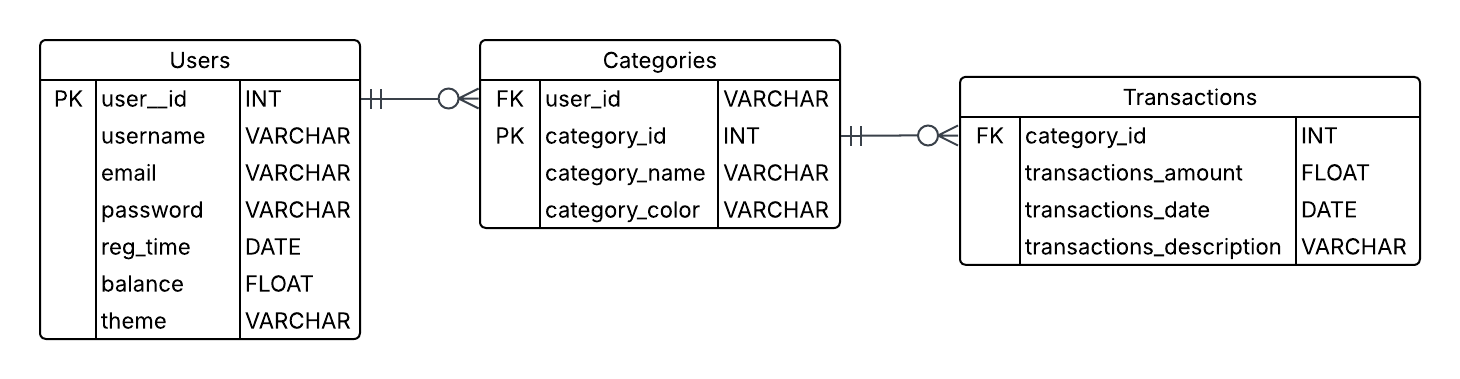 Users
PK user__id INT
username VARCHAR
email VARCHAR
password VARCHAR
reg_time DATE
balance FLOAT
theme VARCHAR
Categories
FK user_id VARCHAR
PK category_id INT
category_name VARCHAR
category_color VARCHAR
Transactions
FK category_id INT
transactions_amount FLOAT
transactions_date DATE
transactions_description VARCHAR